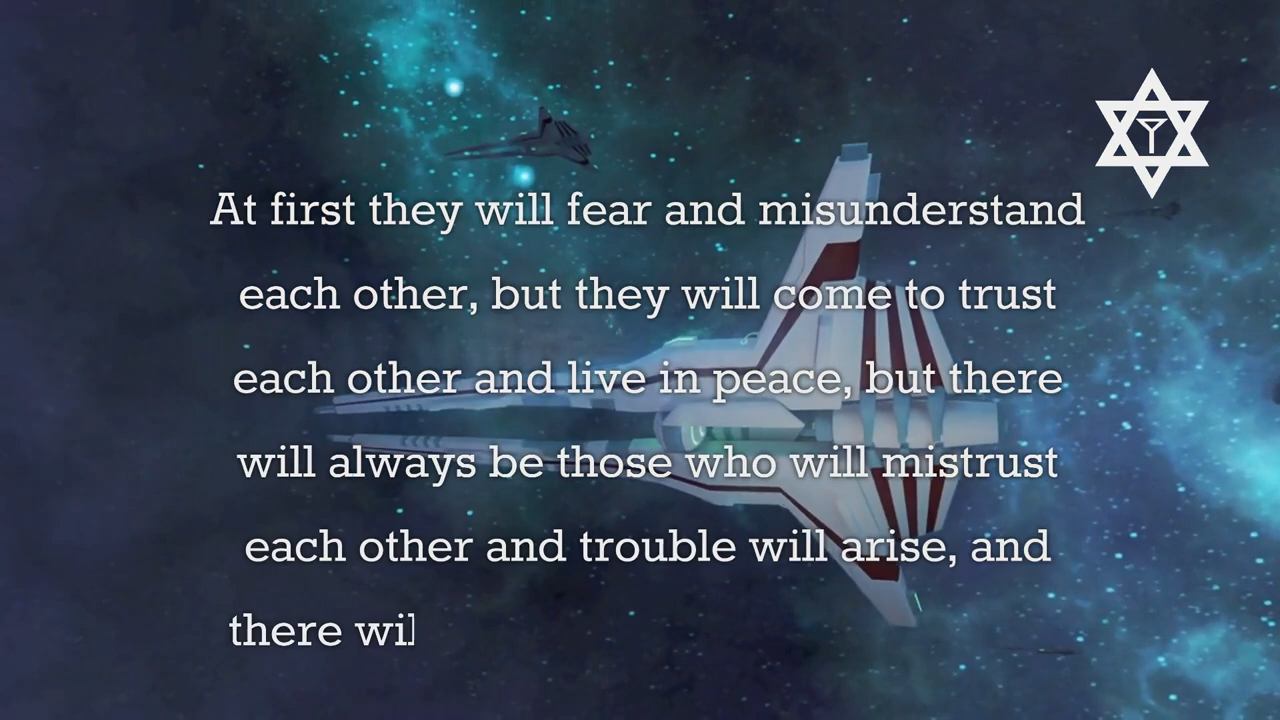 At first they will fear and misunderstand
each other, but they will come to trust
each other and live in peace, but there
will always be those who will mistrust
each other and trouble will arise, and
there wil